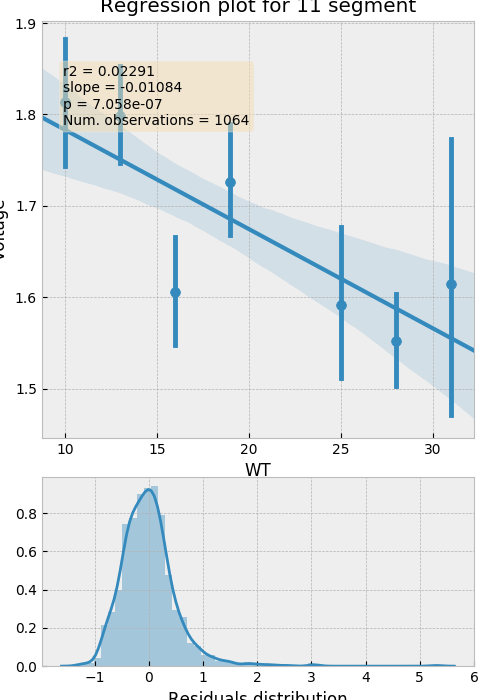 Regression plot for 11 segment
1.9
r2 = 0.02291
slope = -0.01084
p = 7.058e-07
Num. observations = 1064
1.8
1.7
Voltage
1.6
1.5
10 15 20 25 30
WT
0.8
0.6
0.4
0.2
0.0
−1 0 1 2 3 4 5 6
Residuals distribution